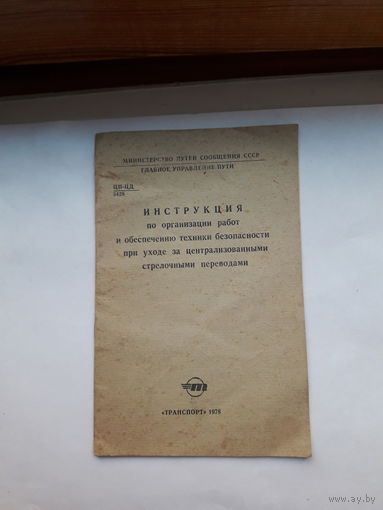 МИНИСТЕРСТВО ПУТЕЙ СООБЩЕНИЯ СССР
ГЛАВНОЕ УПРАВЛЕНИЕ ПУТИ
ЦП-ЦД
3428
ИНСТРУКЦИЯ
по организации работ
и обеспечению техники безопасности
при уходе за централизованными
стрелочными переводами
«ТРАНСПОРТ» 1978
www.ay.by